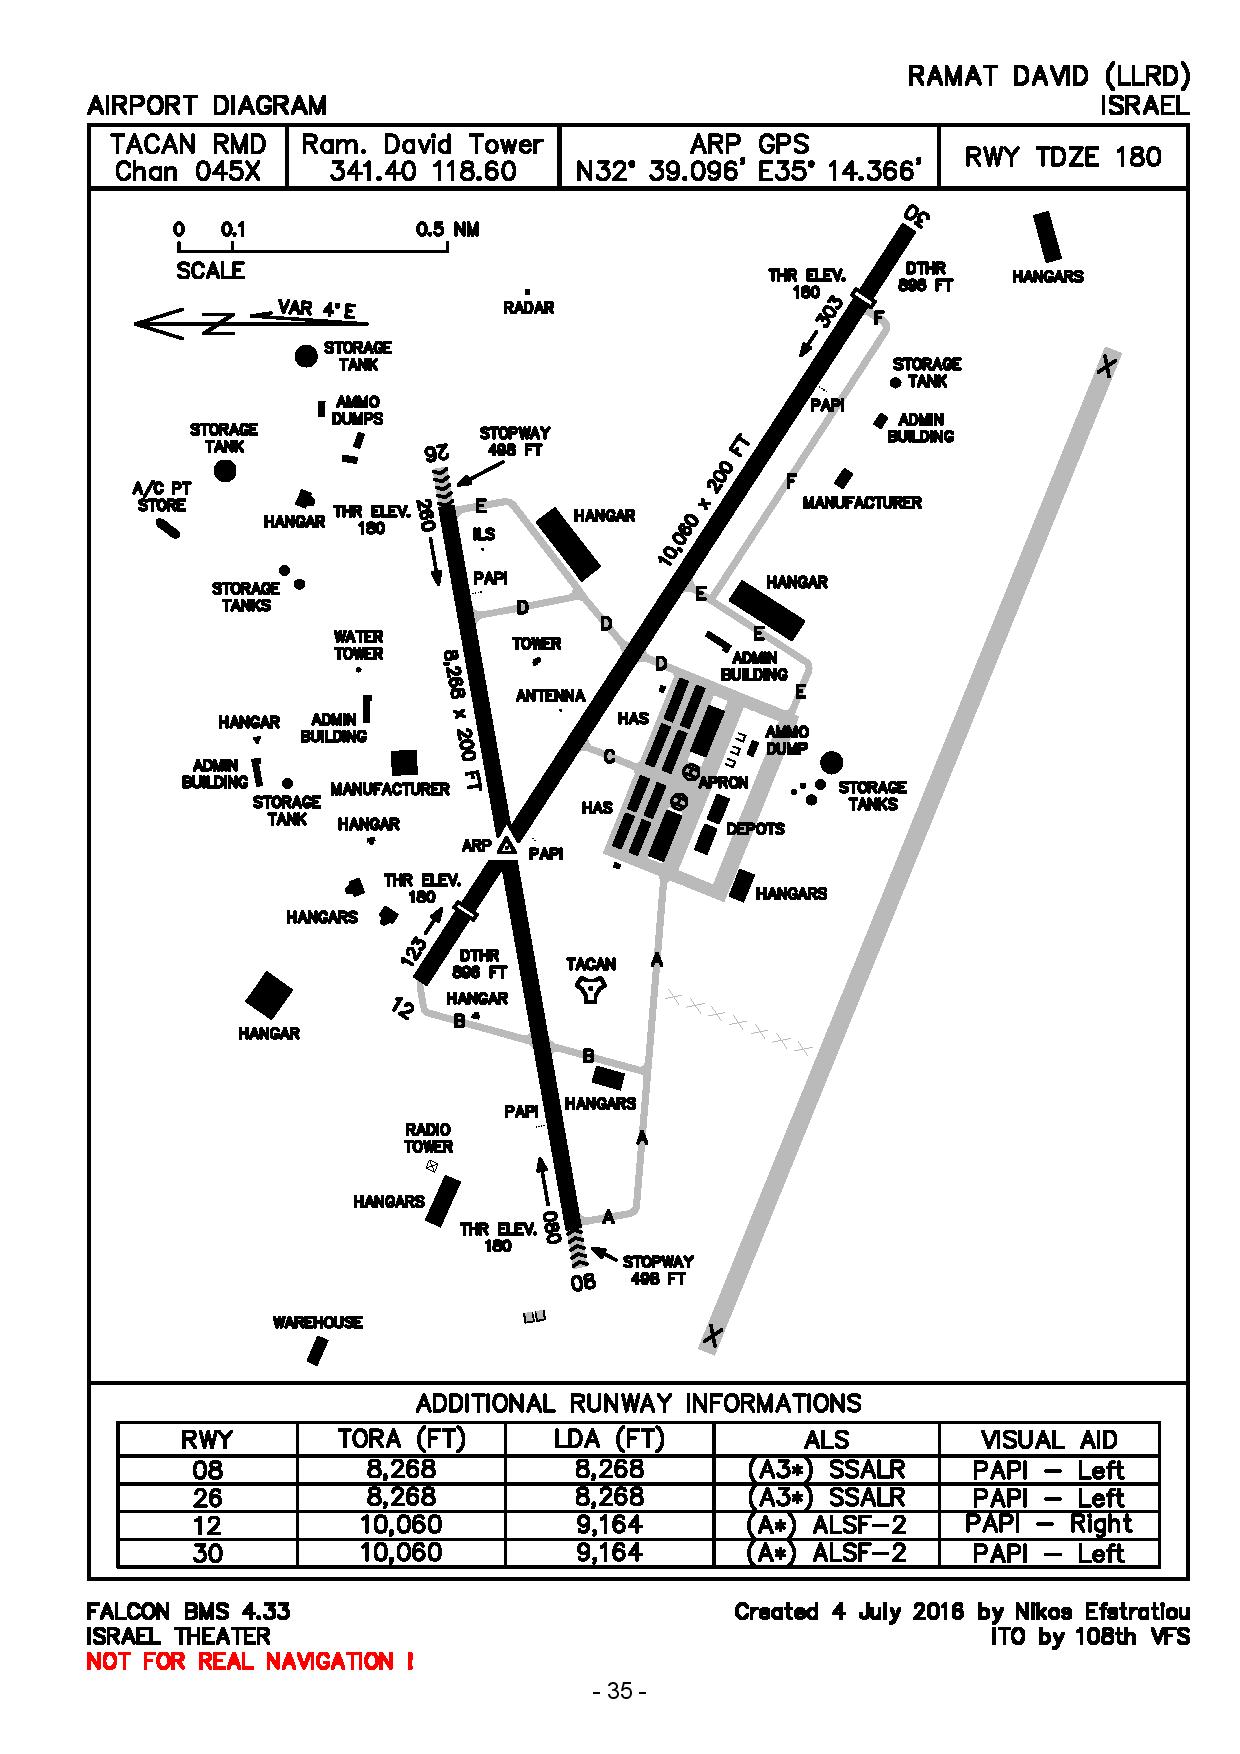 RAMAT DAVID (LLRD)
AIRPORT DIAGRAM
ISRAEL
TACAN RMD
Chan 045X
Ram. David Tower
341.40 118.60
ARP GPS
N32° 39.096' E35° 14.366'
RWY TDZE 180
0 0.1 0.5 NM
SCALE
VAR 4°E
RADAR
30
HANGARS
THR ELEV.
180
DTHR
896 FT
303
F
STORAGE
TANK
STORAGE
TANK
X
AMMO
DUMPS
PAPI
ADMIN
BUILDING
STORAGE
TANK
26
STOPWAY
498 FT
A/C PT
STORE
HANGAR
THR ELEV.
180
260
E
ILS
HANGAR
10,060 x 200 FT
F
MANUFACTURER
PAPI
STORAGE
TANKS
D
D
E
HANGAR
E
WATER
TOWER
TOWER
D
ADMIN
BUILDING
E
8,268 x 200 FT
ANTENNA
HAS
HANGAR
ADMIN
BUILDING
AMMO
DUMP
C
ADMIN
BUILDING
MANUFACTURER
APRON
STORAGE
TANKS
STORAGE
TANK
HANGAR
HAS
DEPOTS
ARP
PAPI
THR ELEV.
180
HANGARS
HANGARS
123
DTHR
896 FT
TACAN
A
12
HANGAR
B
HANGAR
B
HANGARS
PAPI
RADIO
TOWER
A
HANGARS
THR ELEV.
180
080
A
STOPWAY
498 FT
08
WAREHOUSE
X
ADDITIONAL RUNWAY INFORMATIONS
RWY TORA (FT) LDA (FT) ALS VISUAL AID
08 8,268 8,268 (A3*) SSALR PAPI – Left
26 8,268 8,268 (A3*) SSALR PAPI – Left
12 10,060 9,164 (A*) ALSF–2 PAPI – Right
30 10,060 9,164 (A*) ALSF–2 PAPI – Left
FALCON BMS 4.33
ISRAEL THEATER
NOT FOR REAL NAVIGATION !
Created 4 July 2016 by Nikos Efstratiou
ITO by 108th VFS
- 35 -